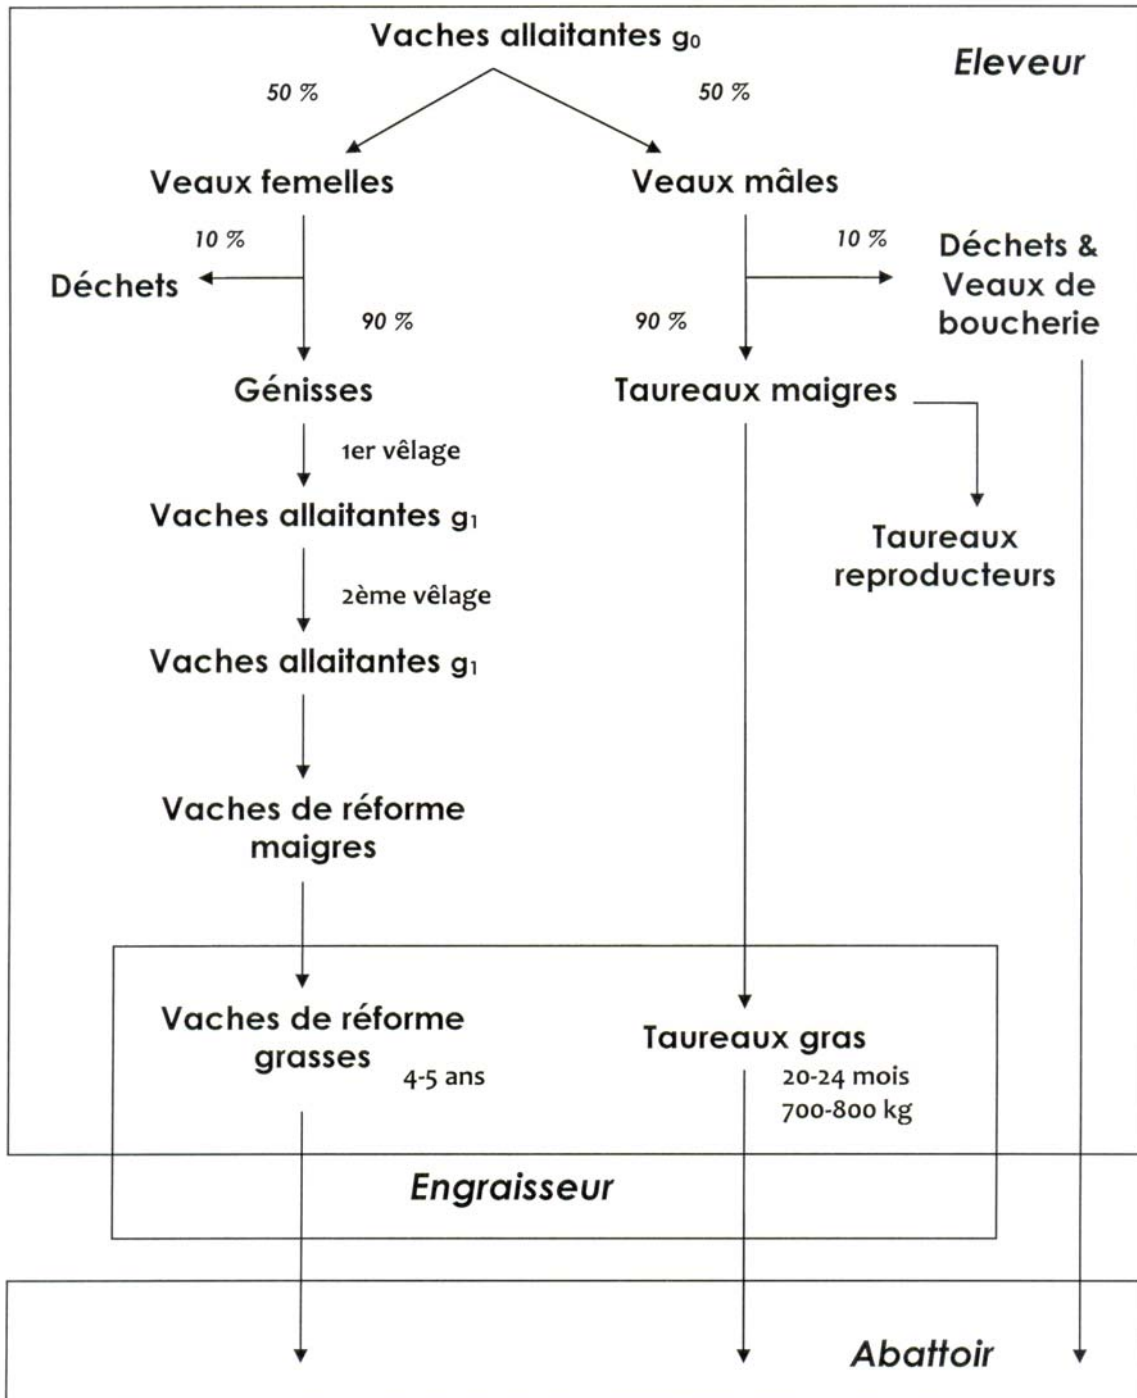 Vaches allaitantes g₀
Eleveur
50 %
50 %
Veaux femelles
Veaux mâles
10 %
10 %
Déchets
Déchets &
Veaux de
boucherie
90 %
90 %
Génisses
Taureaux maigres
1er vêlage
Vaches allaitantes g₁
Taureaux
reproducteurs
2ème vêlage
Vaches allaitantes g₁
Vaches de réforme
maigres
Vaches de réforme
grasses
4-5 ans
Taureaux gras
20-24 mois
700-800 kg
Engraisseur
Abattoir